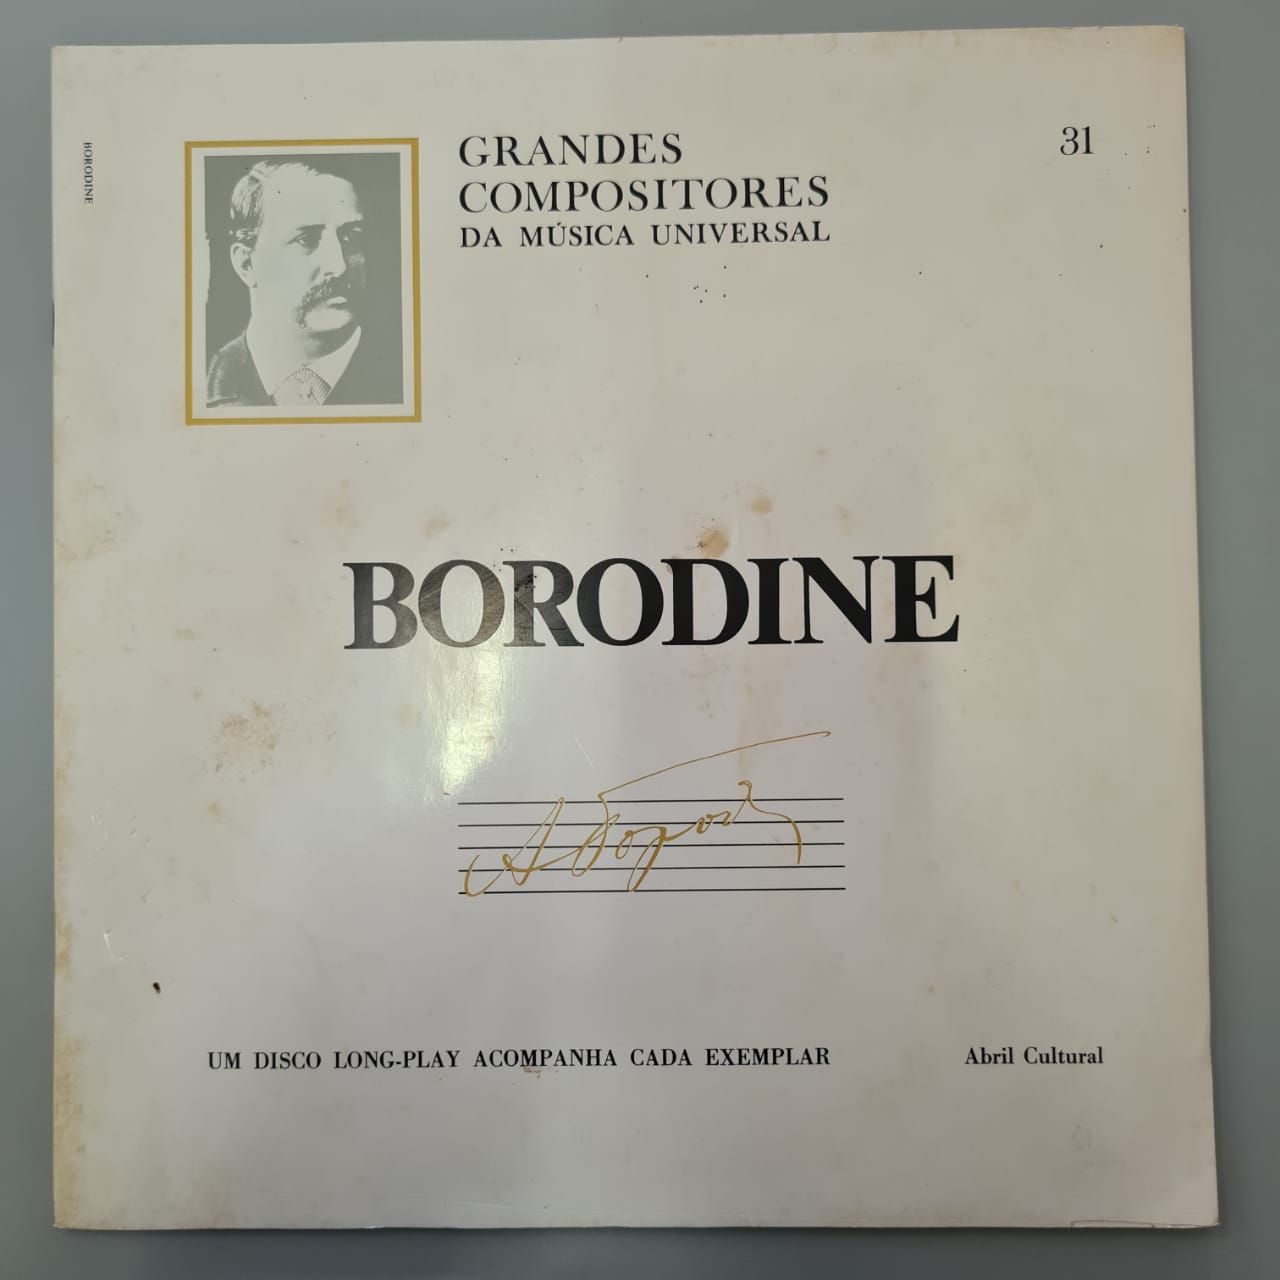 BORODINE
GRANDES
COMPOSITORES
DA MÚSICA UNIVERSAL
31
BORODINE
UM DISCO LONG-PLAY ACOMPANHA CADA EXEMPLAR
Abril Cultural